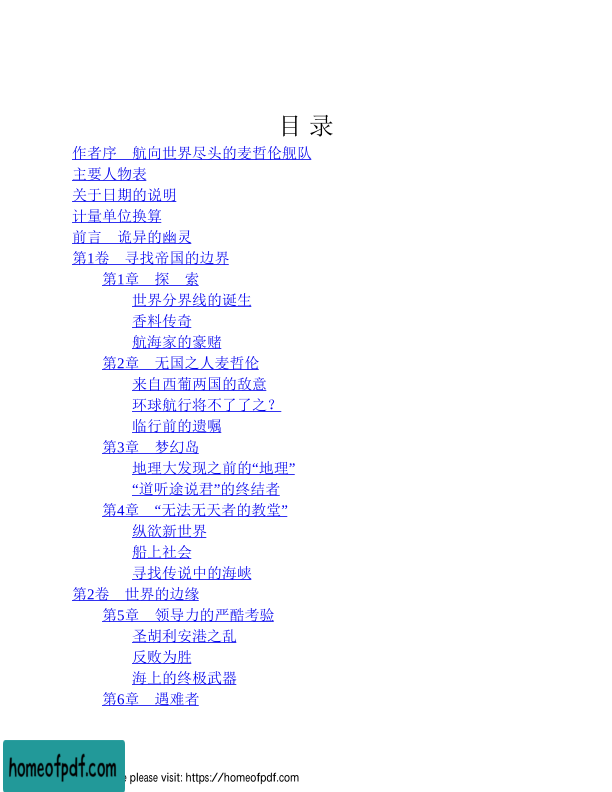 目 录
作者序　航向世界尽头的麦哲伦舰队
主要人物表
关于日期的说明
计量单位换算
前言　诡异的幽灵
第1卷　寻找帝国的边界
第1章　探　索
世界分界线的诞生
香料传奇
航海家的豪赌
第2章　无国之人麦哲伦
来自西葡两国的敌意
环球航行将不了了之？
临行前的遗嘱
第3章　梦幻岛
地理大发现之前的“地理”
“道听途说君”的终结者
第4章　“无法无天者的教堂”
纵欲新世界
船上社会
寻找传说中的海峡
第2卷　世界的边缘
第5章　领导力的严酷考验
圣胡利安港之乱
反败为胜
海上的终极武器
第6章　遇难者
homeofpdf.com
please visit: https://homeofpdf.com